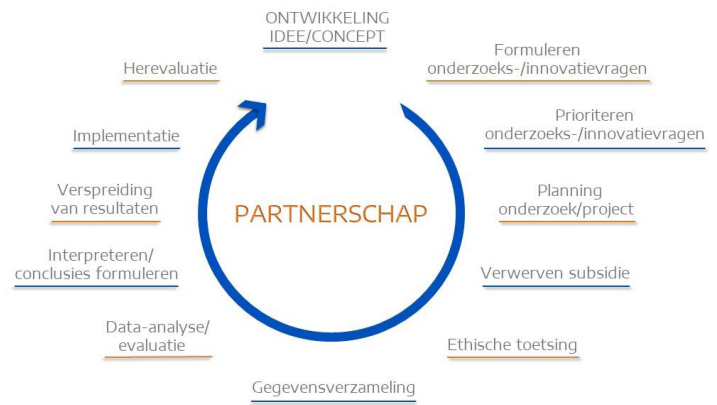 ONTWIKKELING
IDEE/CONCEPT
Formuleren
onderzoeks-/innovatievragen
Prioriteren
onderzoeks-/innovatievragen
Planning
onderzoek/project
Verwerven subsidie
Ethische toetsing
Gegevensverzameling
Data-analyse/
evaluatie
Interpreteren/
conclusies formuleren
Verspreiding
van resultaten
Implementatie
Herevaluatie
PARTNERSCHAP